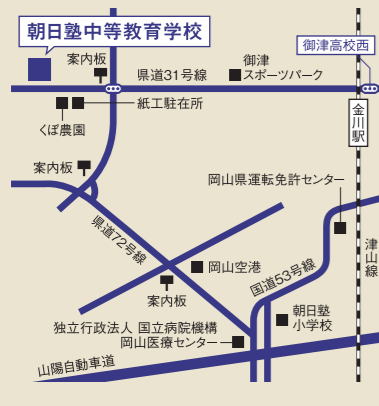 朝日塾中等教育学校
案内板
御津高校西
御津
スポーツパーク
県道31号線
金川駅
紙工駐在所
くぼ農園
案内板
岡山県運転免許センター
県道72号線
津山線
岡山空港
国道53号線
案内板
朝日塾
小学校
独立行政法人 国立病院機構
岡山医療センター
山陽自動車道